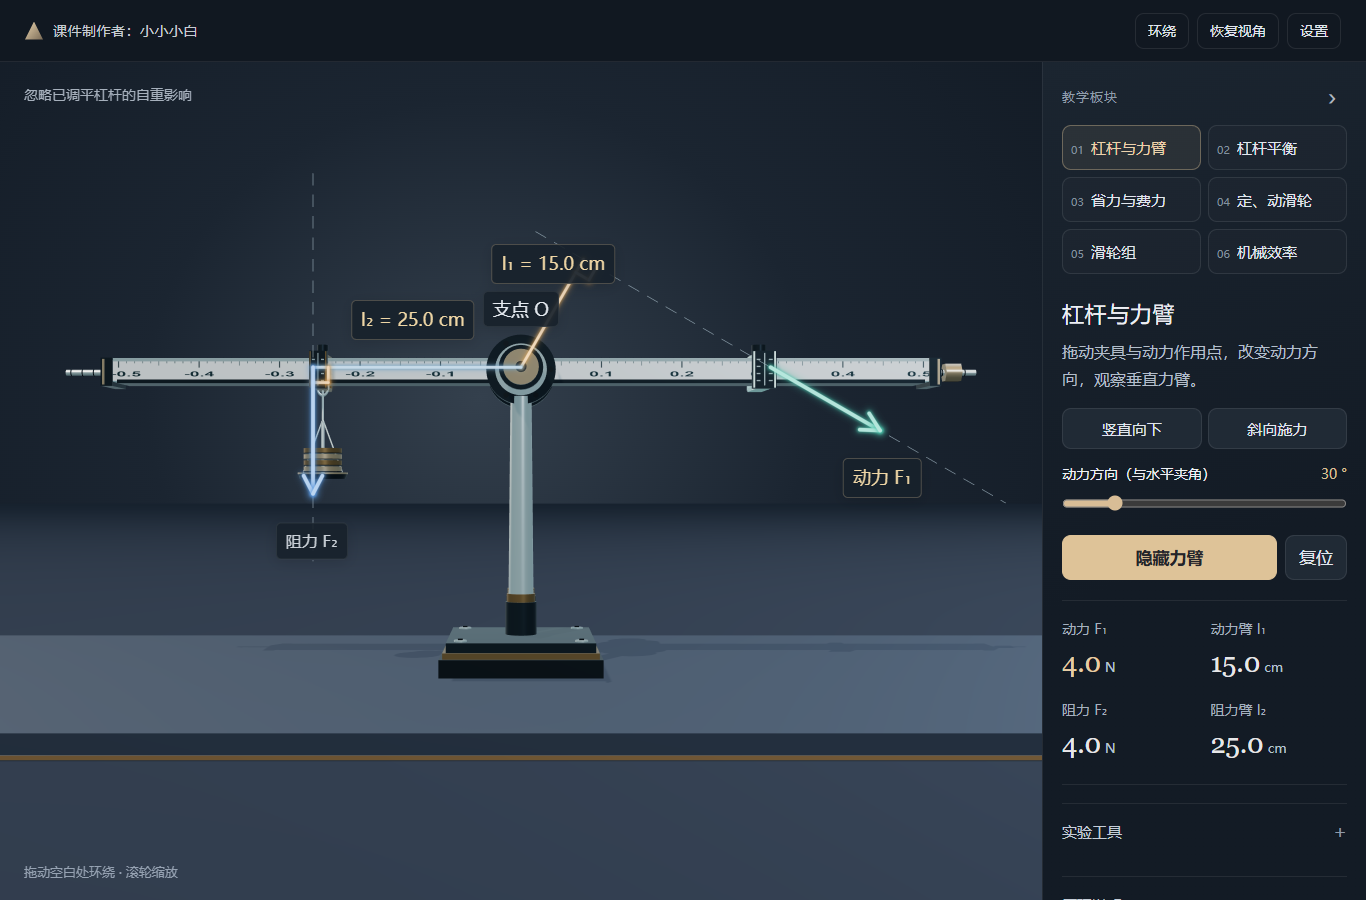 课件制作者：小小小白
环绕
恢复视角
设置
忽略已调平杠杆的自重影响
l₁ = 15.0 cm
支点 O
l₂ = 25.0 cm
-0.5 -0.4 -0.3 -0.2 -0.1 0.1 0.2 0.4 0.5
动力 F₁
阻力 F₂
拖动空白处环绕 · 滚轮缩放
教学板块
01 杠杆与力臂
02 杠杆平衡
03 省力与费力
04 定、动滑轮
05 滑轮组
06 机械效率
杠杆与力臂
拖动夹具与动力作用点，改变动力方
向，观察垂直力臂。
竖直向下
斜向施力
动力方向（与水平夹角）
30 °
隐藏力臂
复位
动力 F₁
动力臂 l₁
4.0 N
15.0 cm
阻力 F₂
阻力臂 l₂
4.0 N
25.0 cm
实验工具